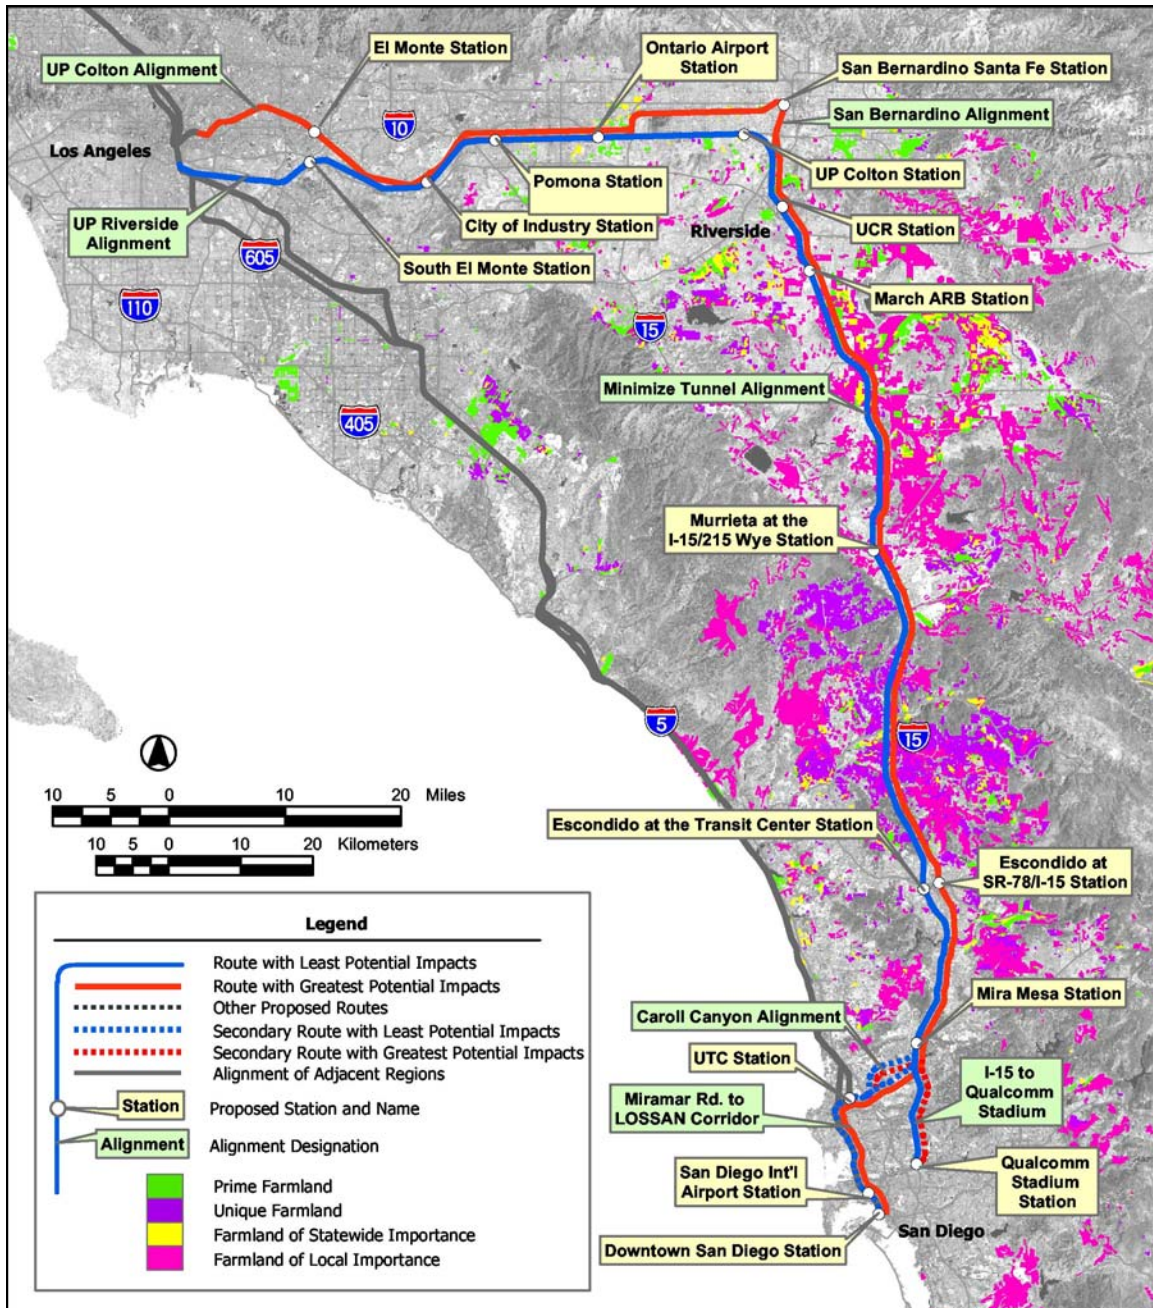 El Monte Station
Ontario Airport
Station
UP Colton Alignment
San Bernardino Santa Fe Station
10
San Bernardino Alignment
Los Angeles
UP Colton Station
Pomona Station
UP Riverside
Alignment
City of Industry Station
UCR Station
Riverside
605
South El Monte Station
March ARB Station
110
15
Minimize Tunnel Alignment
405
Murrieta at the
I-15/215 Wye Station
5
15
10 5 0 10 20 Miles
10 5 0 10 20 Kilometers
Escondido at the Transit Center Station
Escondido at
SR-78/I-15 Station
Legend
Route with Least Potential Impacts
Route with Greatest Potential Impacts
Other Proposed Routes
Secondary Route with Least Potential Impacts
Secondary Route with Greatest Potential Impacts
Alignment of Adjacent Regions
Station
Proposed Station and Name
Alignment
Alignment Designation
Prime Farmland
Unique Farmland
Farmland of Statewide Importance
Farmland of Local Importance
Mira Mesa Station
Caroll Canyon Alignment
UTC Station
Miramar Rd. to
LOSSAN Corridor
I-15 to
Qualcomm
Stadium
San Diego Int'l
Airport Station
Qualcomm
Stadium
Station
San Diego
Downtown San Diego Station